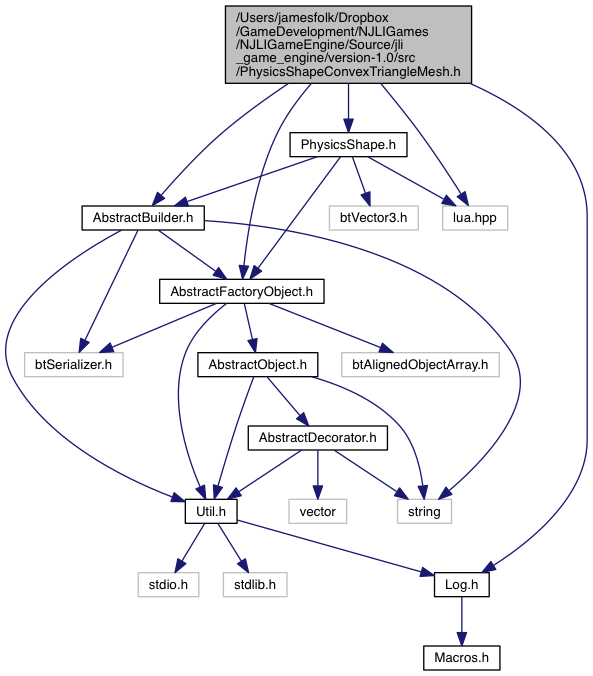 /Users/jamesfolk/Dropbox
/GameDevelopment/NJLIGames
/NJLIGameEngine/Source/jli
_game_engine/version-1.0/src
/PhysicsShapeConvexTriangleMesh.h
PhysicsShape.h
AbstractBuilder.h
btVector3.h
lua.hpp
AbstractFactoryObject.h
btSerializer.h
AbstractObject.h
btAlignedObjectArray.h
AbstractDecorator.h
Util.h
vector
string
stdio.h
stdlib.h
Log.h
Macros.h